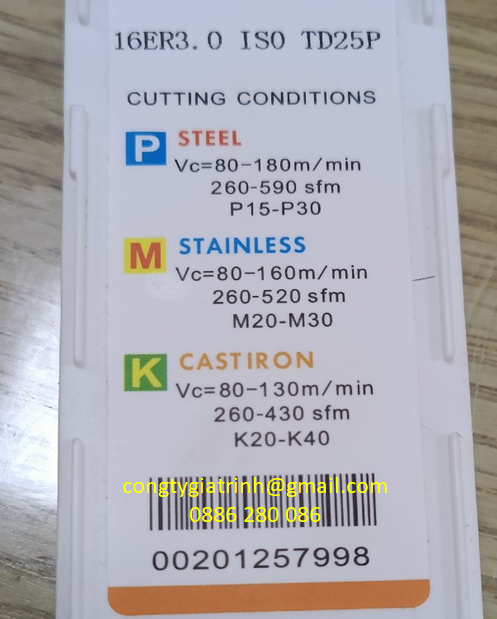 16ER3.0 ISO TD25P
CUTTING CONDITIONS
P STEEL
Vc=80-180m/min
260-590 sfm
P15-P30
M STAINLESS
Vc=80-160m/min
260-520 sfm
M20-M30
K CASTIRON
Vc=80-130m/min
260-430 sfm
K20-K40
congtygiatrinh@gmail.com
0886 280 086
00201257998